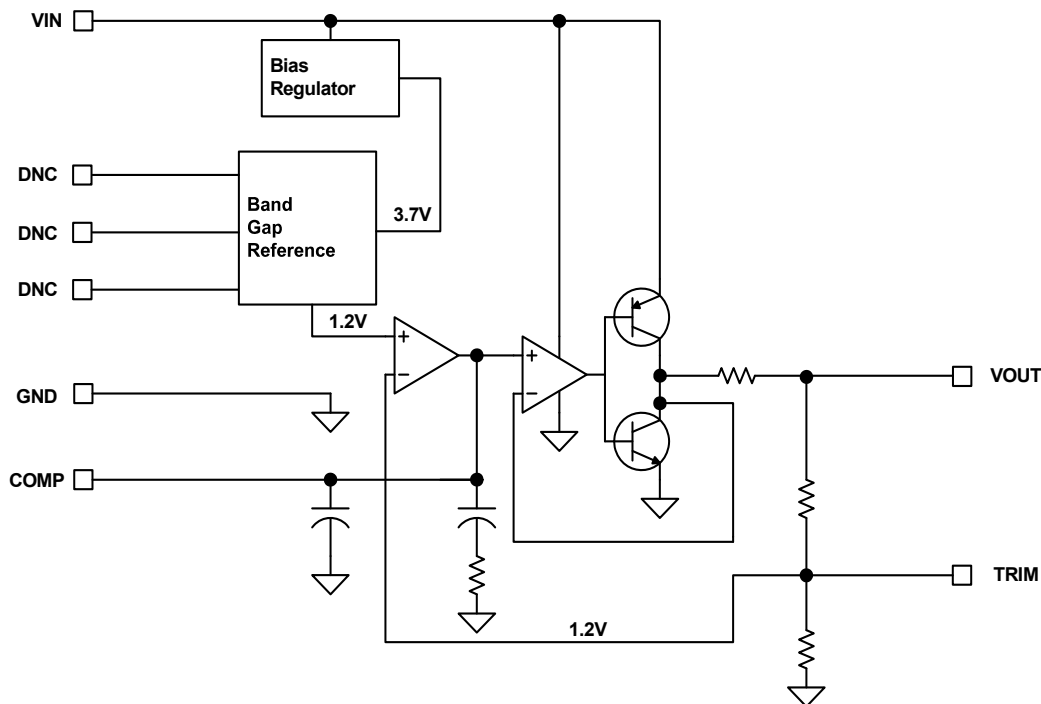 VIN
Bias
Regulator
DNC
Band
Gap
Reference
3.7V
DNC
DNC
1.2V
+
−
+
−
GND
VOUT
COMP
TRIM
1.2V